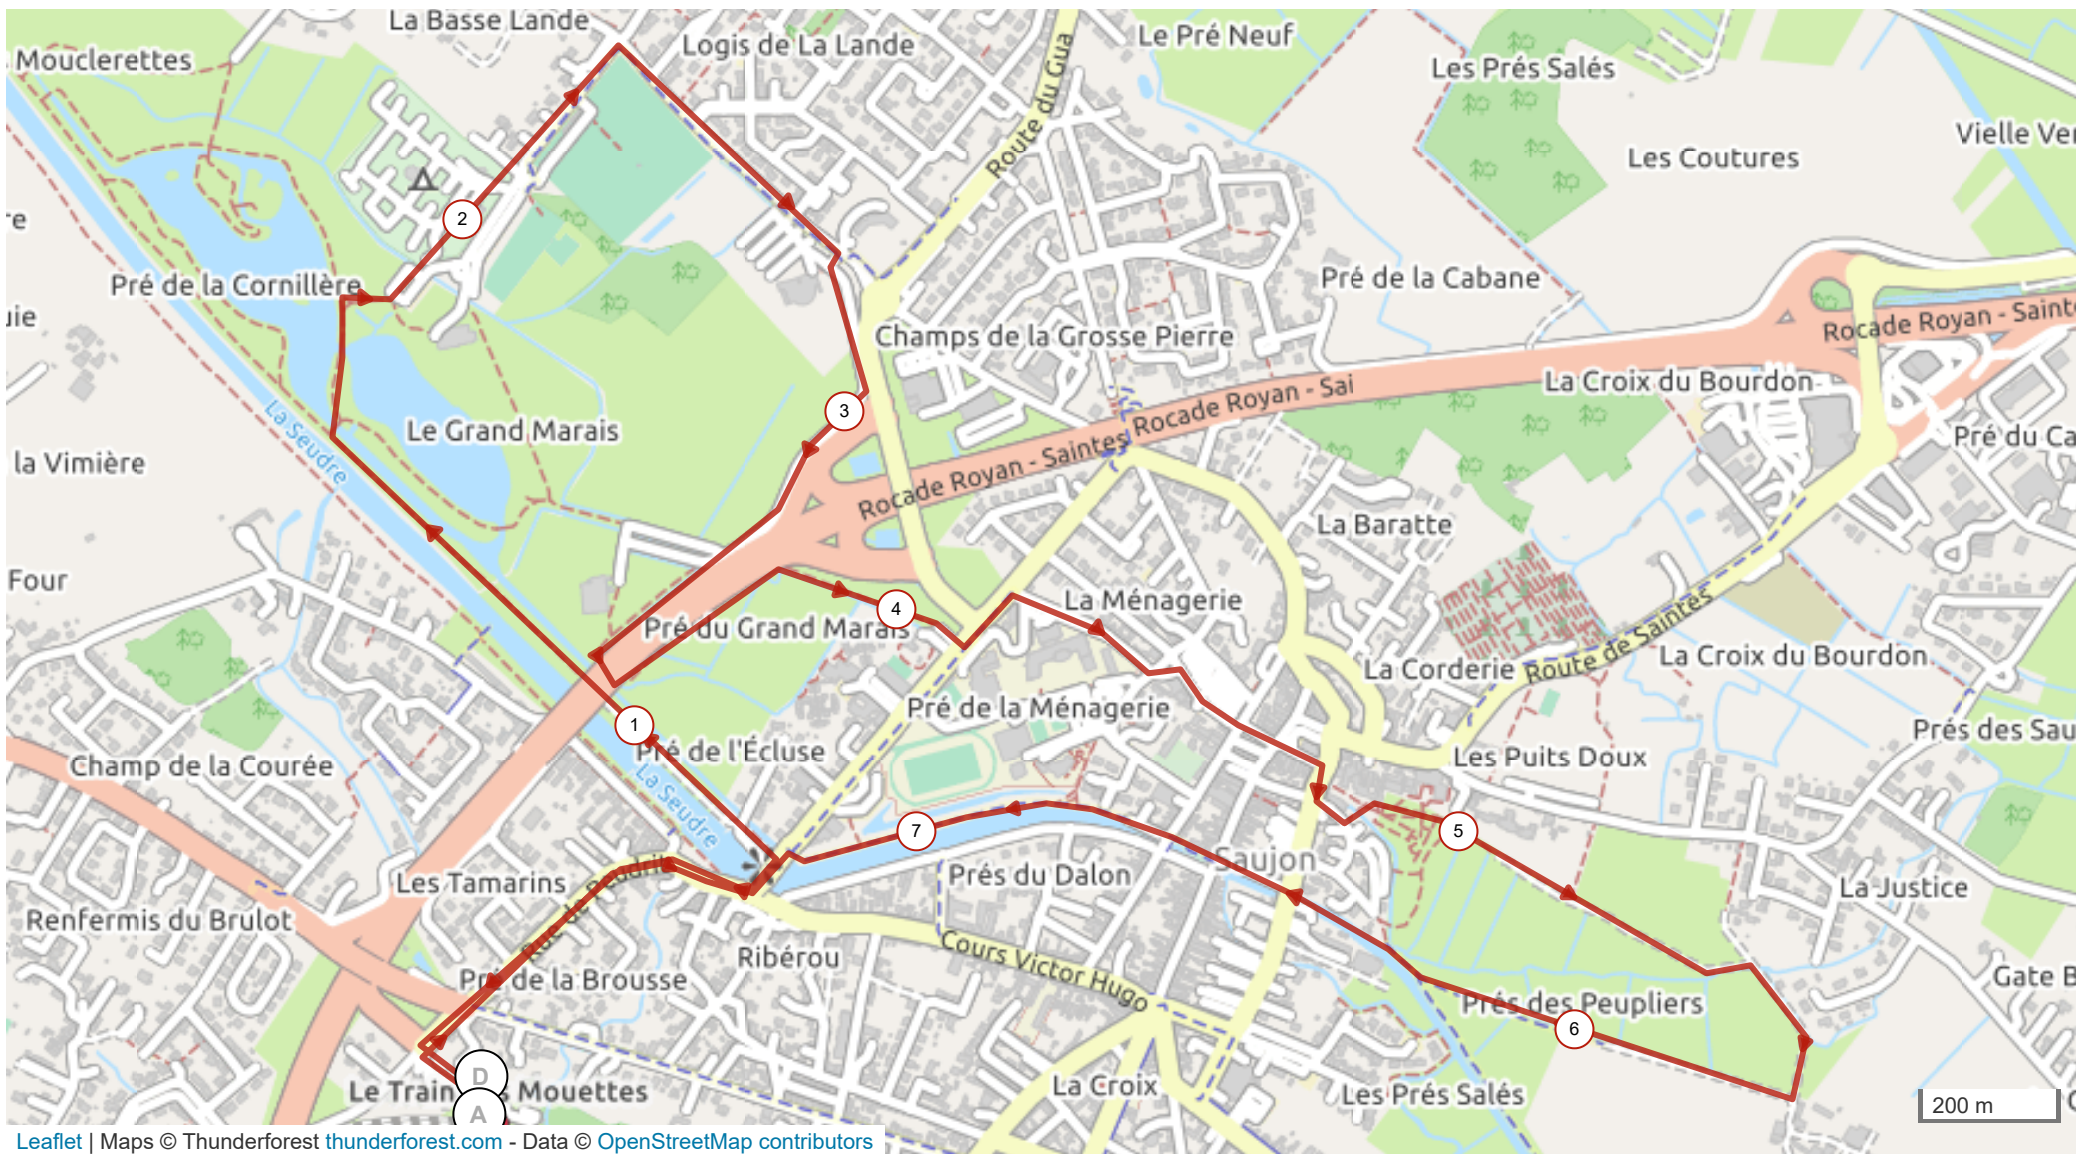 La Basse Lande
Logis de La Lande
Le Pré Neuf
Mouclerettes
Les Prés Salés
Route du Gua
Vielle
Les Coutures
2
Pré de la Cornillère
Pré de la Cabane
Rocade Royan - Sainte
Champs de la Grosse Pierre
La Croix du Bourdon
Rocade Royan - Sai
3
La Seudre
Le Grand Marais
Pré du Ca
la Vimière
Rocade Royan - Saintes
La Baratte
Four
La Ménagerie
4
Pré du Grand Marais
Route de Saintes
La Croix du Bourdon
La Corderie
Pré de la Ménagerie
1
Prés des Sau
Pré de l'Écluse
Les Puits Doux
Champ de la Courée
La Seudre
7
5
Saujon
Prés du Dalon
Les Tamarins
La Justice
Renfermis du Brulot
Cours Victor Hugo
Ribérou
Pré de la Brousse
Gate B
Prés des Peupliers
6
D
Le Train Mouettes
La Croix
Les Prés Salés
A
200 m
Leaflet | Maps © Thunderforest thunderforest.com - Data © OpenStreetMap contributors